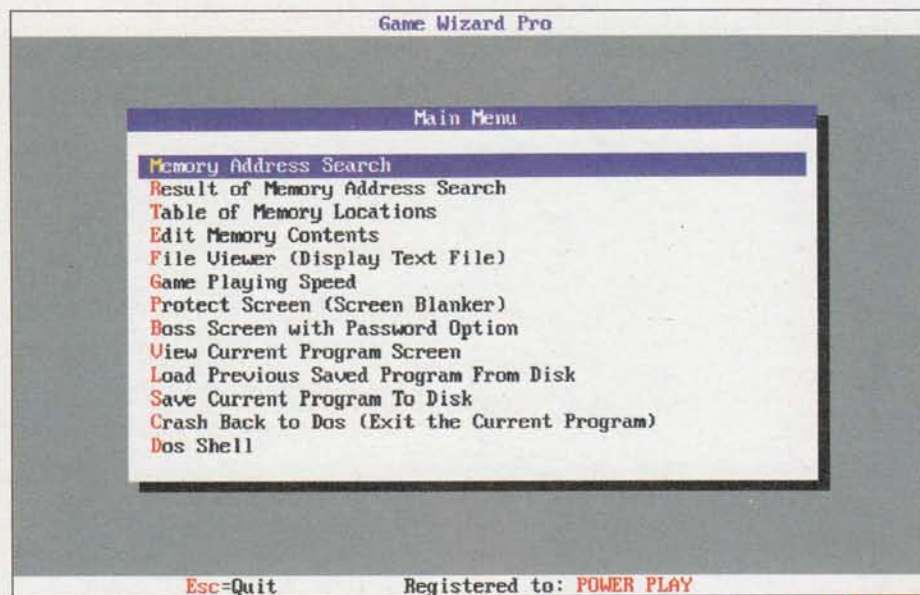 Game Wizard Pro
Main Menu
Memory Address Search
Result of Memory Address Search
Table of Memory Locations
Edit Memory Contents
File Viewer (Display Text File)
Game Playing Speed
Protect Screen (Screen Blanker)
Boss Screen with Password Option
View Current Program Screen
Load Previous Saved Program From Disk
Save Current Program To Disk
Crash Back to Dos (Exit the Current Program)
Dos Shell
Esc=Quit Registered to: POWER PLAY